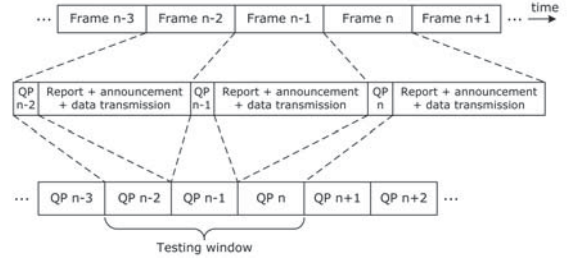 time
··· Frame n-3 Frame n-2 Frame n-1 Frame n Frame n+1 ···
QP Report + announcement QP Report + announcement QP Report + announcement
n-2 + data transmission n-1 + data transmission n + data transmission
··· QP n-3 QP n-2 QP n-1 QP n QP n+1 QP n+2 ···
Testing window